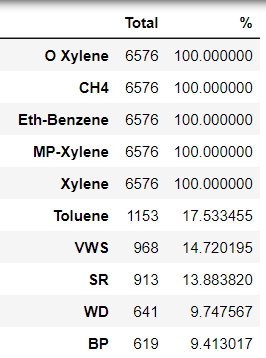 Total %
O Xylene 6576 100.000000
CH4 6576 100.000000
Eth-Benzene 6576 100.000000
MP-Xylene 6576 100.000000
Xylene 6576 100.000000
Toluene 1153 17.533455
VWS 968 14.720195
SR 913 13.883820
WD 641 9.747567
BP 619 9.413017